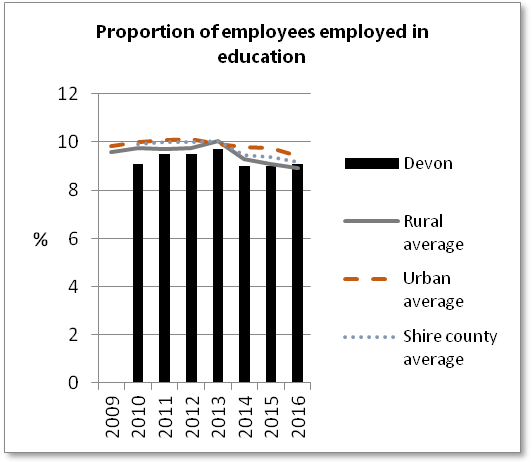 Proportion of employees employed in
education
12
10
8
6
4
2
0
%
2009
2010
2011
2012
2013
2014
2015
2016
Devon
Rural
average
Urban
average
Shire county
average